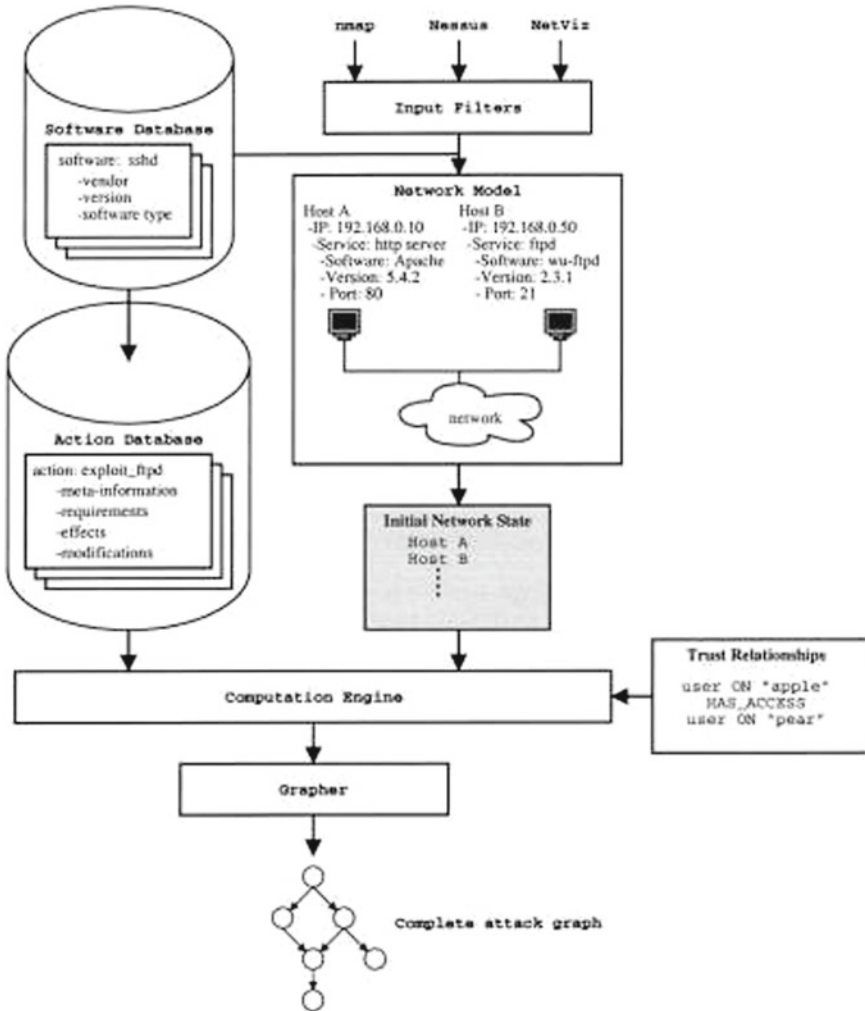 nmap Nessus NetViz
Input Filters
Software Database
software: sshd
-vendor
-version
-software type
Network Model
Host A
-IP: 192.168.0.10
-Service: http server
-Software: Apache
-Version: 5.4.2
- Port: 80
Host B
-IP: 192.168.0.50
-Service: ftpd
-Software: wu-ftpd
-Version: 2.3.1
- Port: 21
network
Action Database
action: exploit_ftpd
-meta-information
-requirements
-effects
-modifications
Initial Network State
Host A
Host B
Trust Relationships
user ON "apple"
HAS_ACCESS
user ON "pear"
Computation Engine
Grapher
Complete attack graph